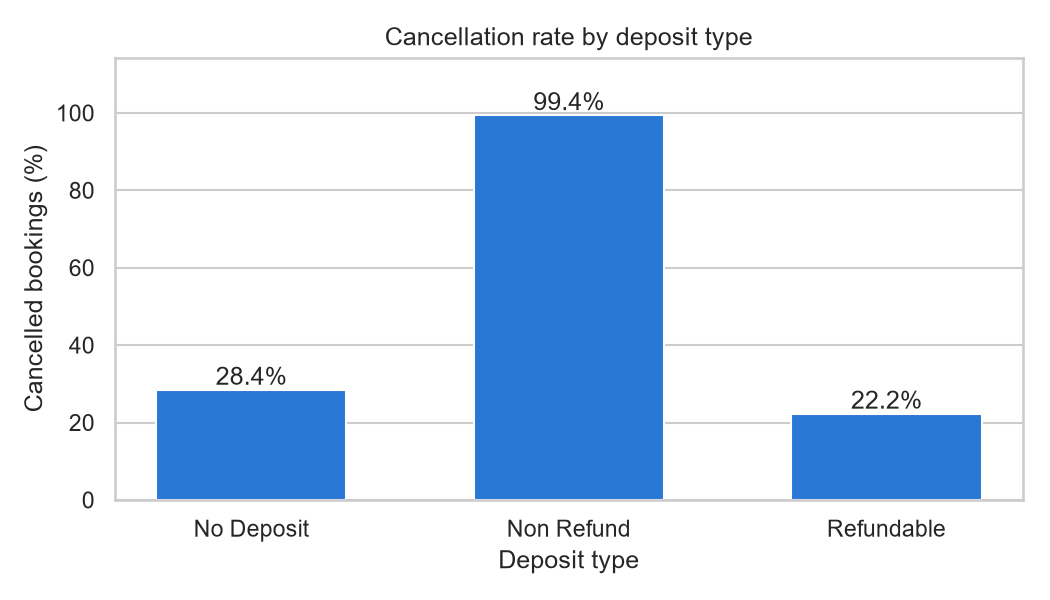 Cancellation rate by deposit type
Cancelled bookings (%)
100
80
60
40
20
0
28.4%
99.4%
22.2%
No Deposit
Non Refund
Refundable
Deposit type